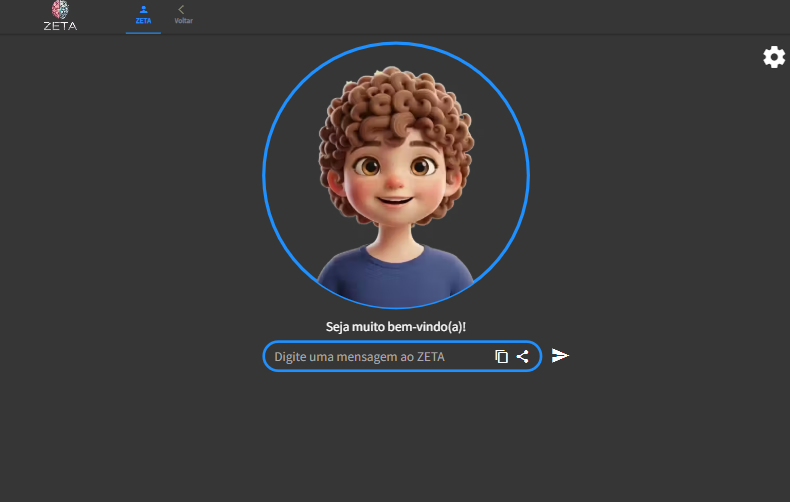 ZETA
ZETA
Voltar
Seja muito bem-vindo(a)!
Digite uma mensagem ao ZETA